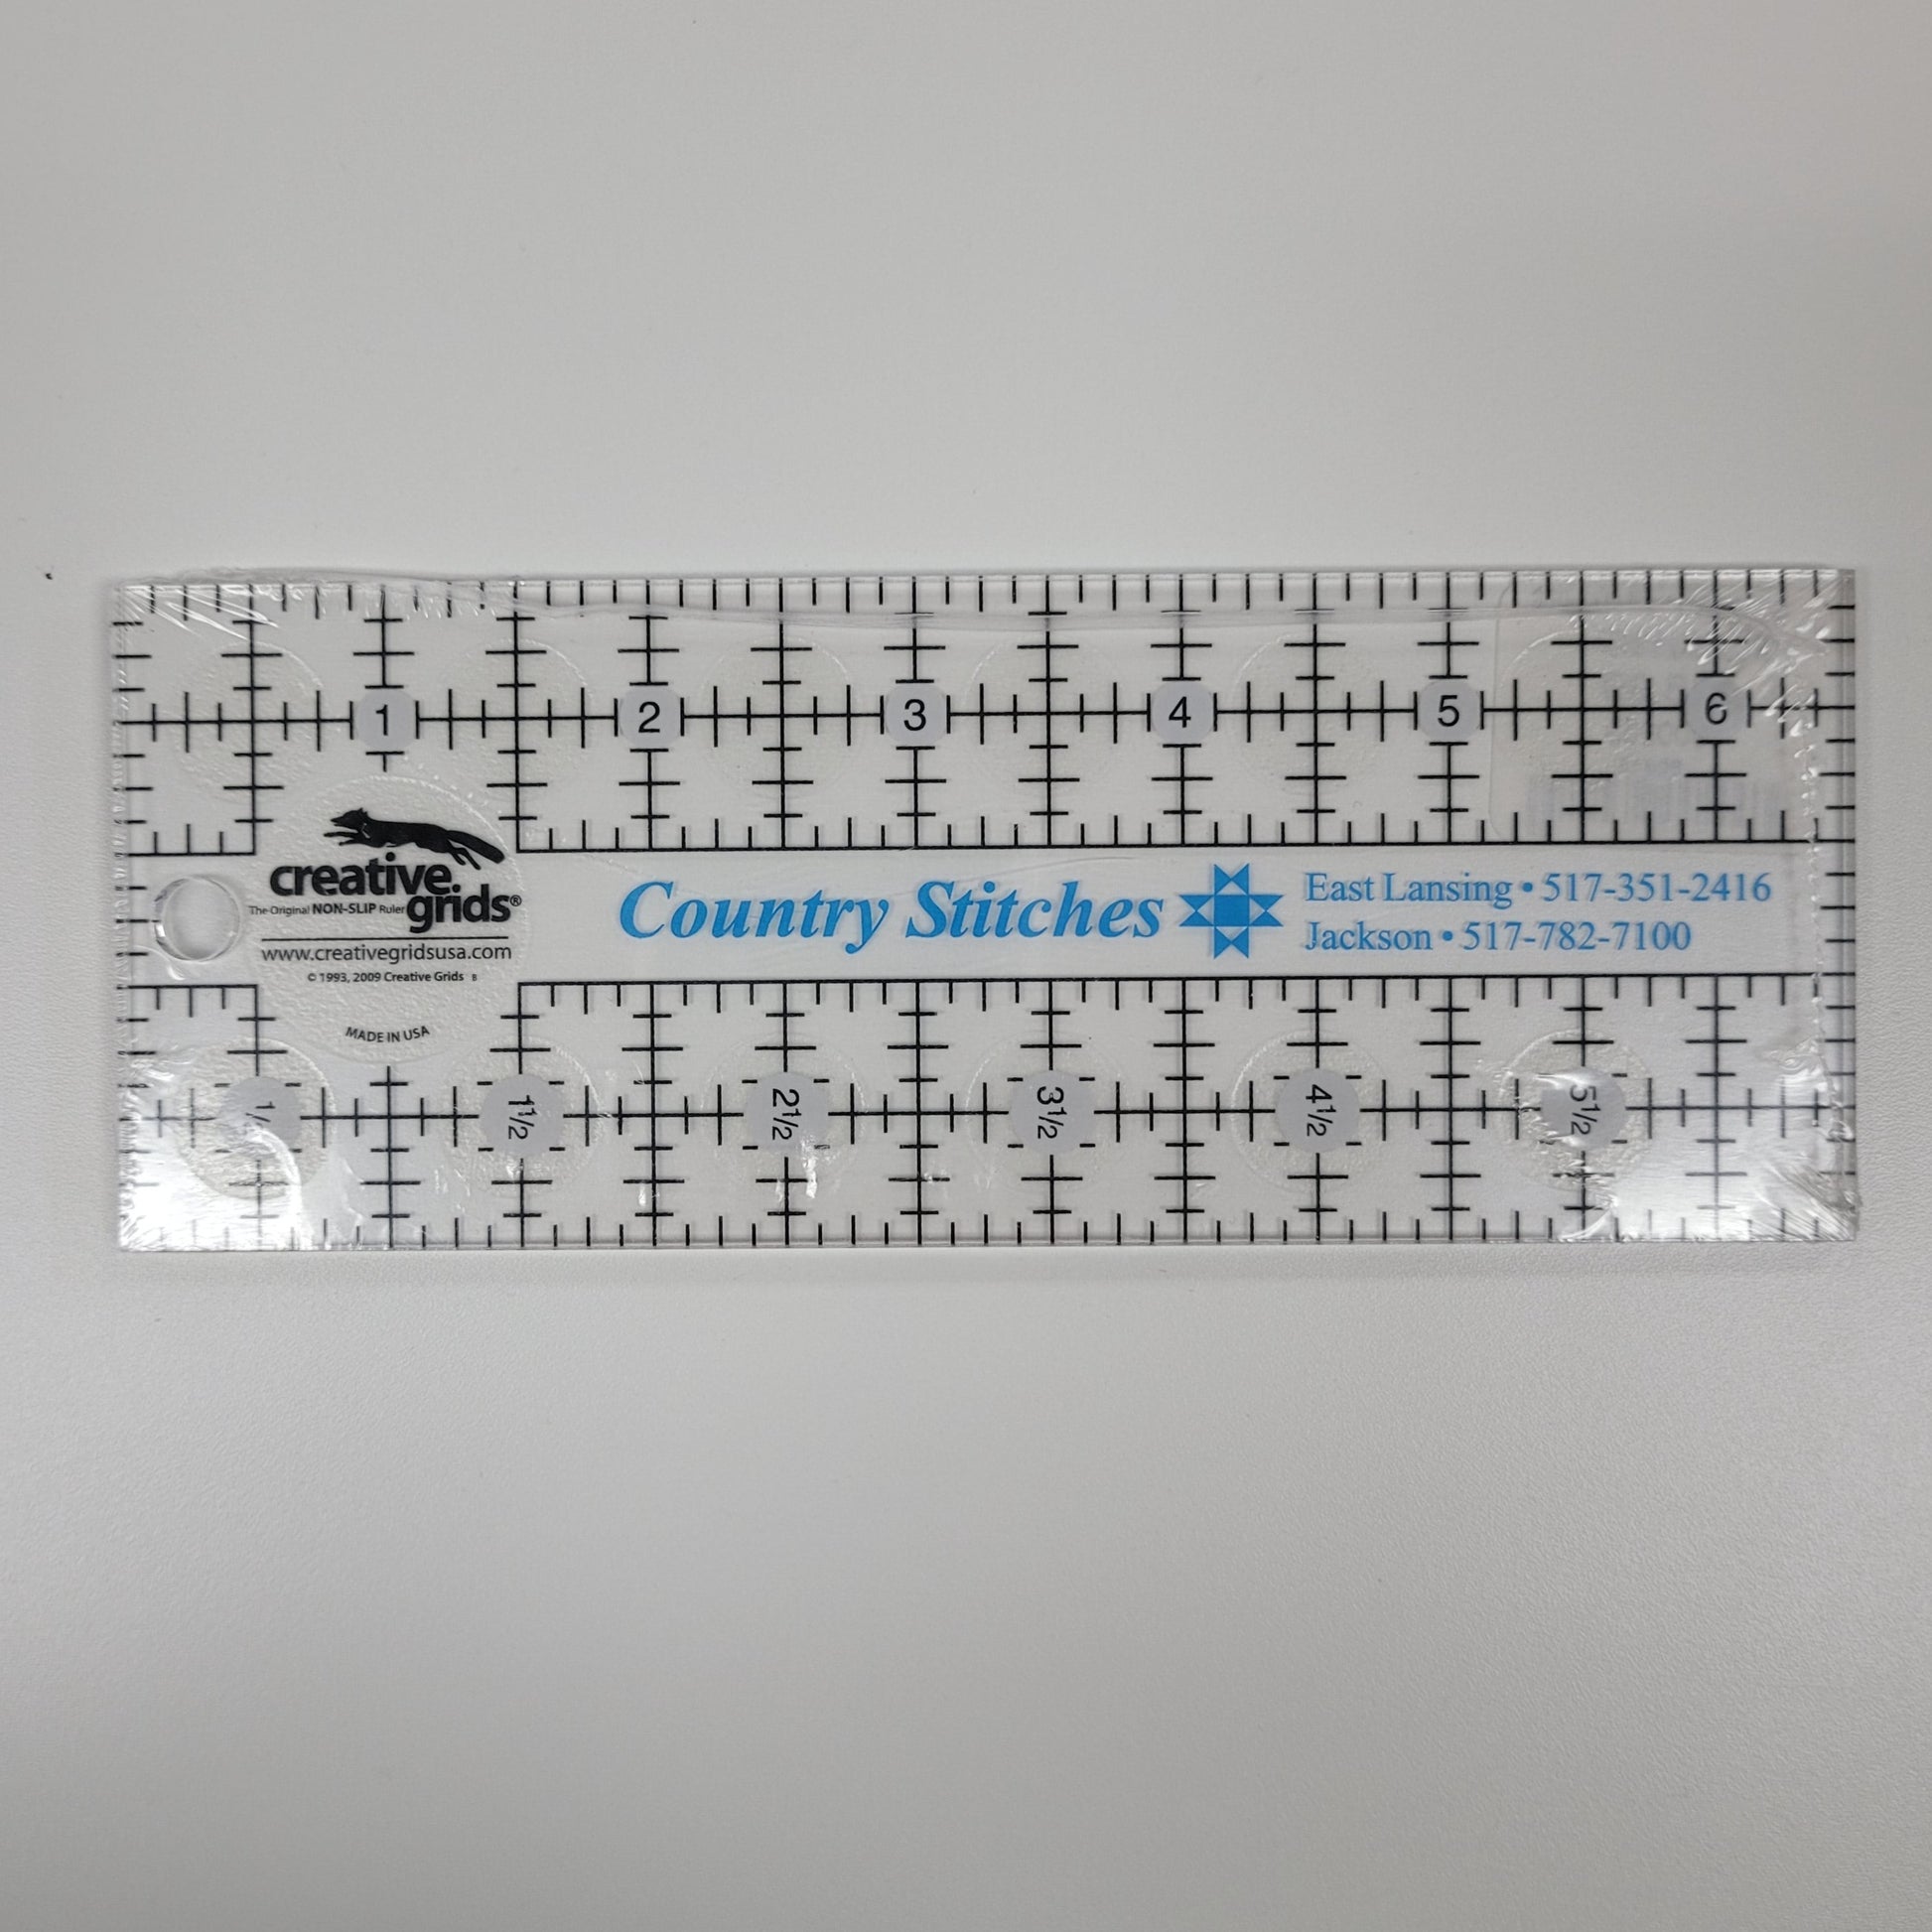 1 2 3 4 5 6
creative
grids®
The Original NON-SLIP Ruler
www.creativegridsusa.com
© 1993, 2009 Creative Grids B
MADE IN USA
Country Stitches
East Lansing • 517-351-2416
Jackson • 517-782-7100
1½ 2½ 3½ 4½ 5½